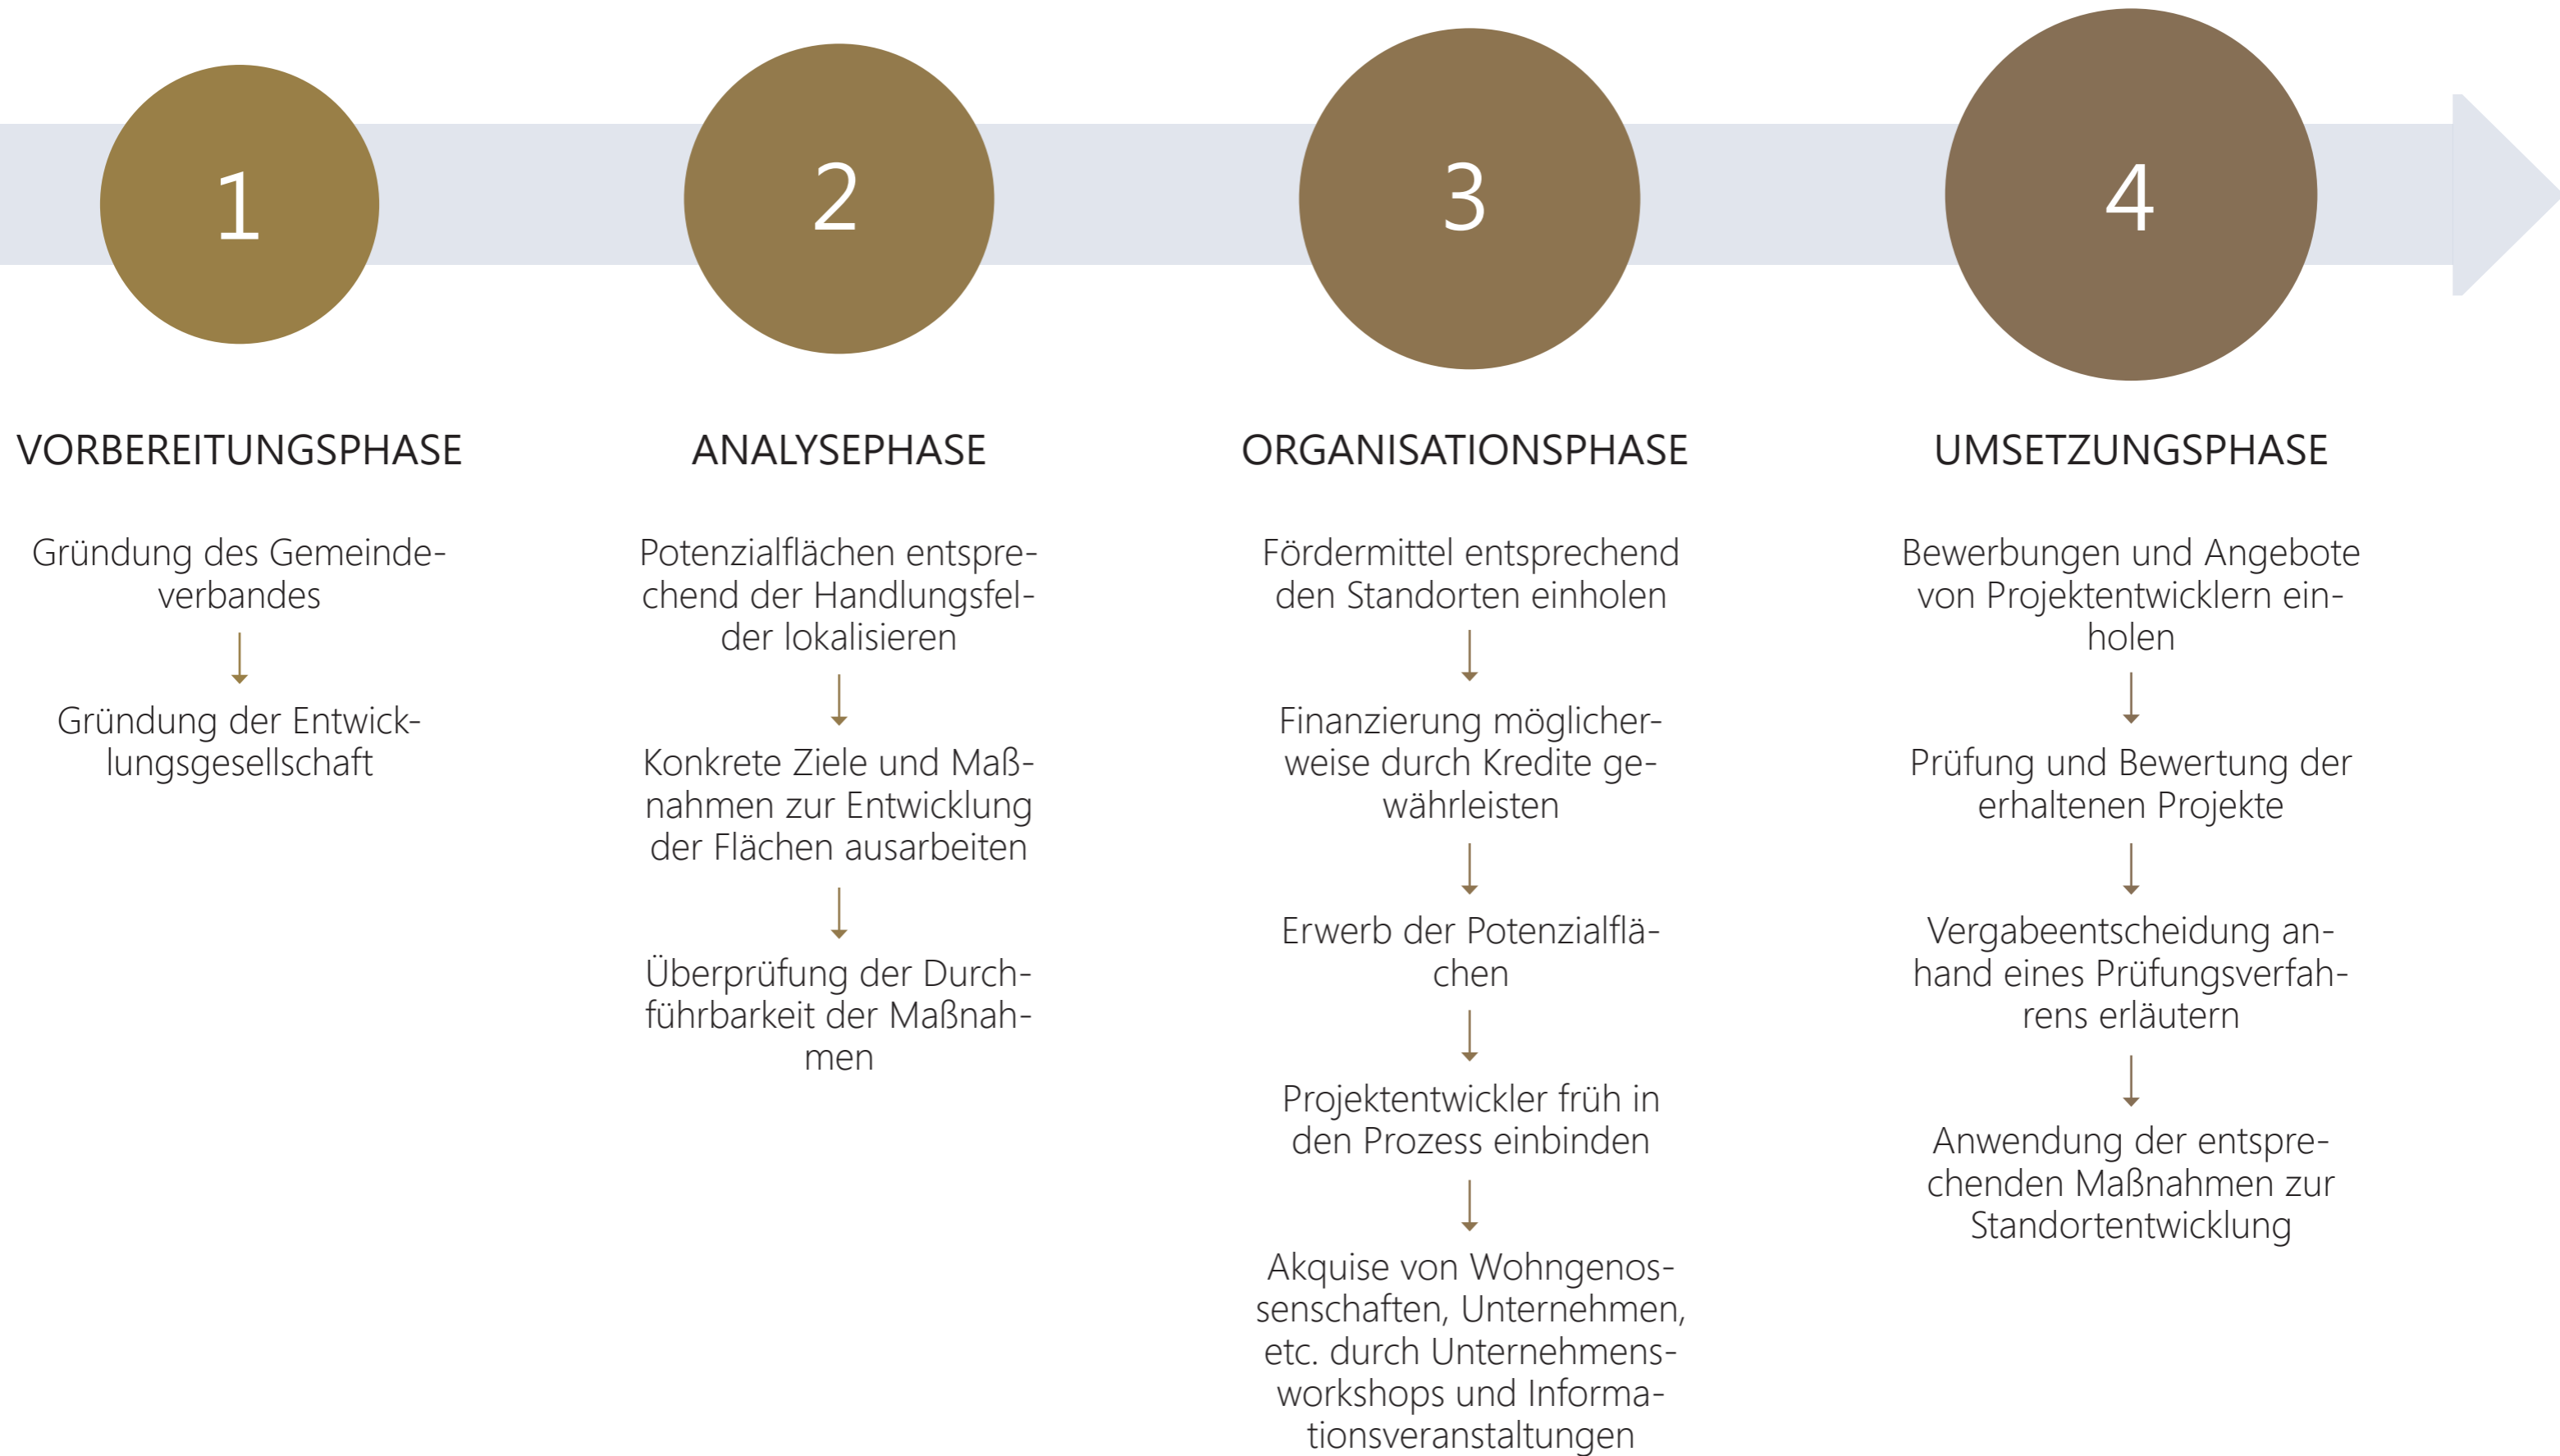 1
VORBEREITUNGSPHASE
Gründung des Gemeinde-
verbandes
Gründung der Entwick-
lungsgesellschaft
2
ANALYSEPHASE
Potenzialflächen entspre-
chend der Handlungsfel-
der lokalisieren
Konkrete Ziele und Maß-
nahmen zur Entwicklung
der Flächen ausarbeiten
Überprüfung der Durch-
führbarkeit der Maßnah-
men
3
ORGANISATIONSPHASE
Fördermittel entsprechend
den Standorten einholen
Finanzierung möglicher-
weise durch Kredite ge-
währleisten
Erwerb der Potenzialflä-
chen
Projektentwickler früh in
den Prozess einbinden
Akquise von Wohngenos-
senschaften, Unternehmen,
etc. durch Unternehmens-
workshops und Informa-
tionsveranstaltungen
4
UMSETZUNGSPHASE
Bewerbungen und Angebote
von Projektentwicklern ein-
holen
Prüfung und Bewertung der
erhaltenen Projekte
Vergabeentscheidung an-
hand eines Prüfungsverfah-
rens erläutern
Anwendung der entspre-
chenden Maßnahmen zur
Standortentwicklung